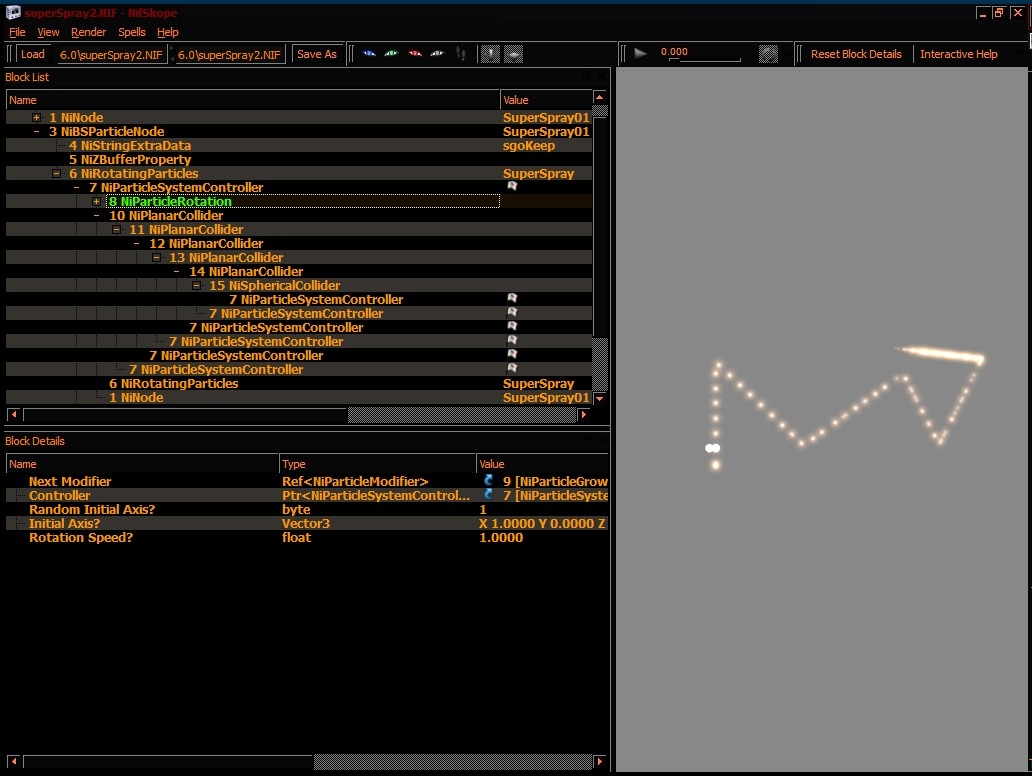 superSpray2.NIF - NifSkope
File View Render Spells Help
Load 6.0\superSpray2.NIF 6.0\superSpray2.NIF Save As 0.000 Reset Block Details Interactive Help
Block List
Name Value
1 NiNode SuperSpray01
3 NiBSParticleNode SuperSpray01
4 NiStringExtraData sgoKeep
5 NiZBufferProperty
6 NiRotatingParticles SuperSpray
7 NiParticleSystemController
8 NiParticleRotation
10 NiPlanarCollider
11 NiPlanarCollider
12 NiPlanarCollider
13 NiPlanarCollider
14 NiPlanarCollider
15 NiSphericalCollider
7 NiParticleSystemController
7 NiParticleSystemController
7 NiParticleSystemController
7 NiParticleSystemController
7 NiParticleSystemController
7 NiParticleSystemController
6 NiRotatingParticles SuperSpray
1 NiNode SuperSpray01
Block Details
Name Type Value
Next Modifier Ref<NiParticleModifier> 9 [NiParticleGrow
Controller Ptr<NiParticleSystemControl... 7 [NiParticleSyste
Random Initial Axis? byte 1
Initial Axis? Vector3 X 1.0000 Y 0.0000 Z
Rotation Speed? float 1.0000